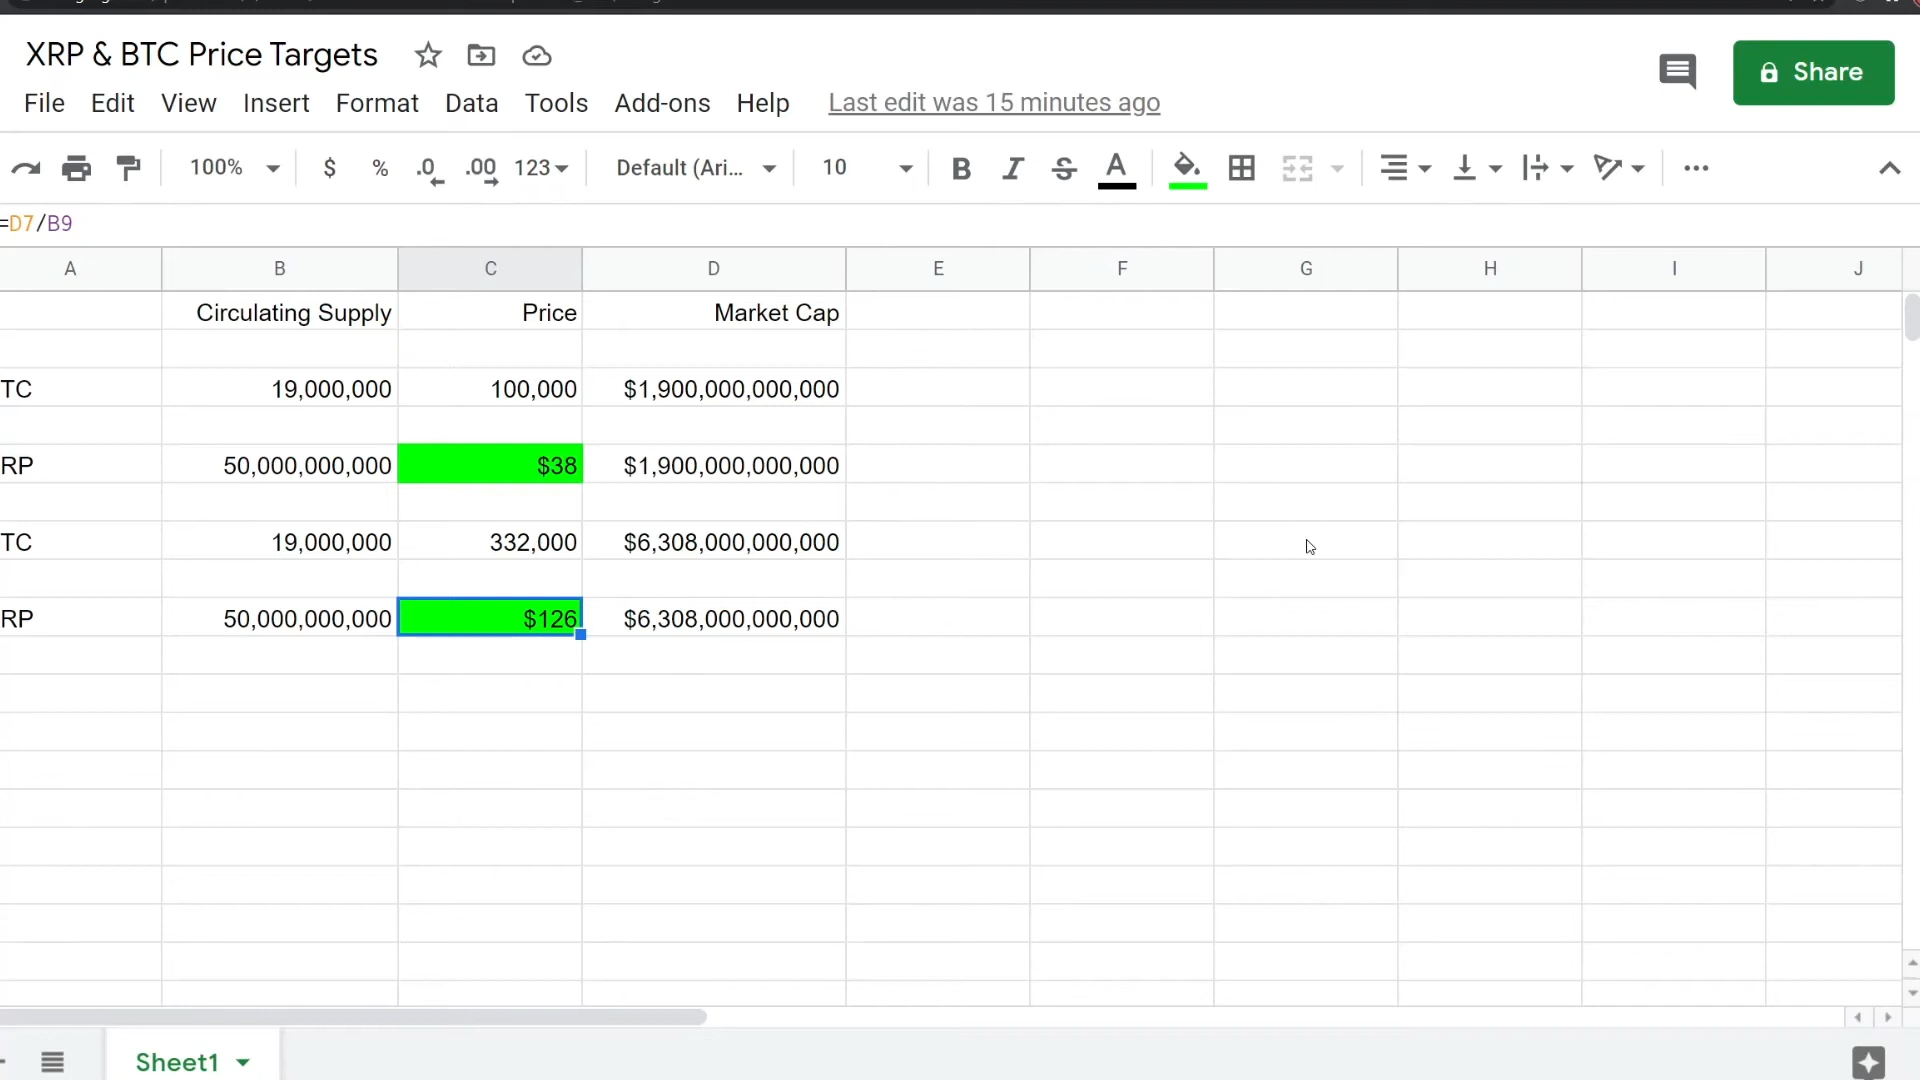 XRP & BTC Price Targets
Share
File Edit View Insert Format Data Tools Add-ons Help Last edit was 15 minutes ago
100% $ % .0 .00 123 Default (Ari... 10 B I S A
=D7/B9
A B C D E F G H I J
Circulating Supply Price Market Cap
TC 19,000,000 100,000 $1,900,000,000,000
RP 50,000,000,000 $38 $1,900,000,000,000
TC 19,000,000 332,000 $6,308,000,000,000
RP 50,000,000,000 $126 $6,308,000,000,000
Sheet1